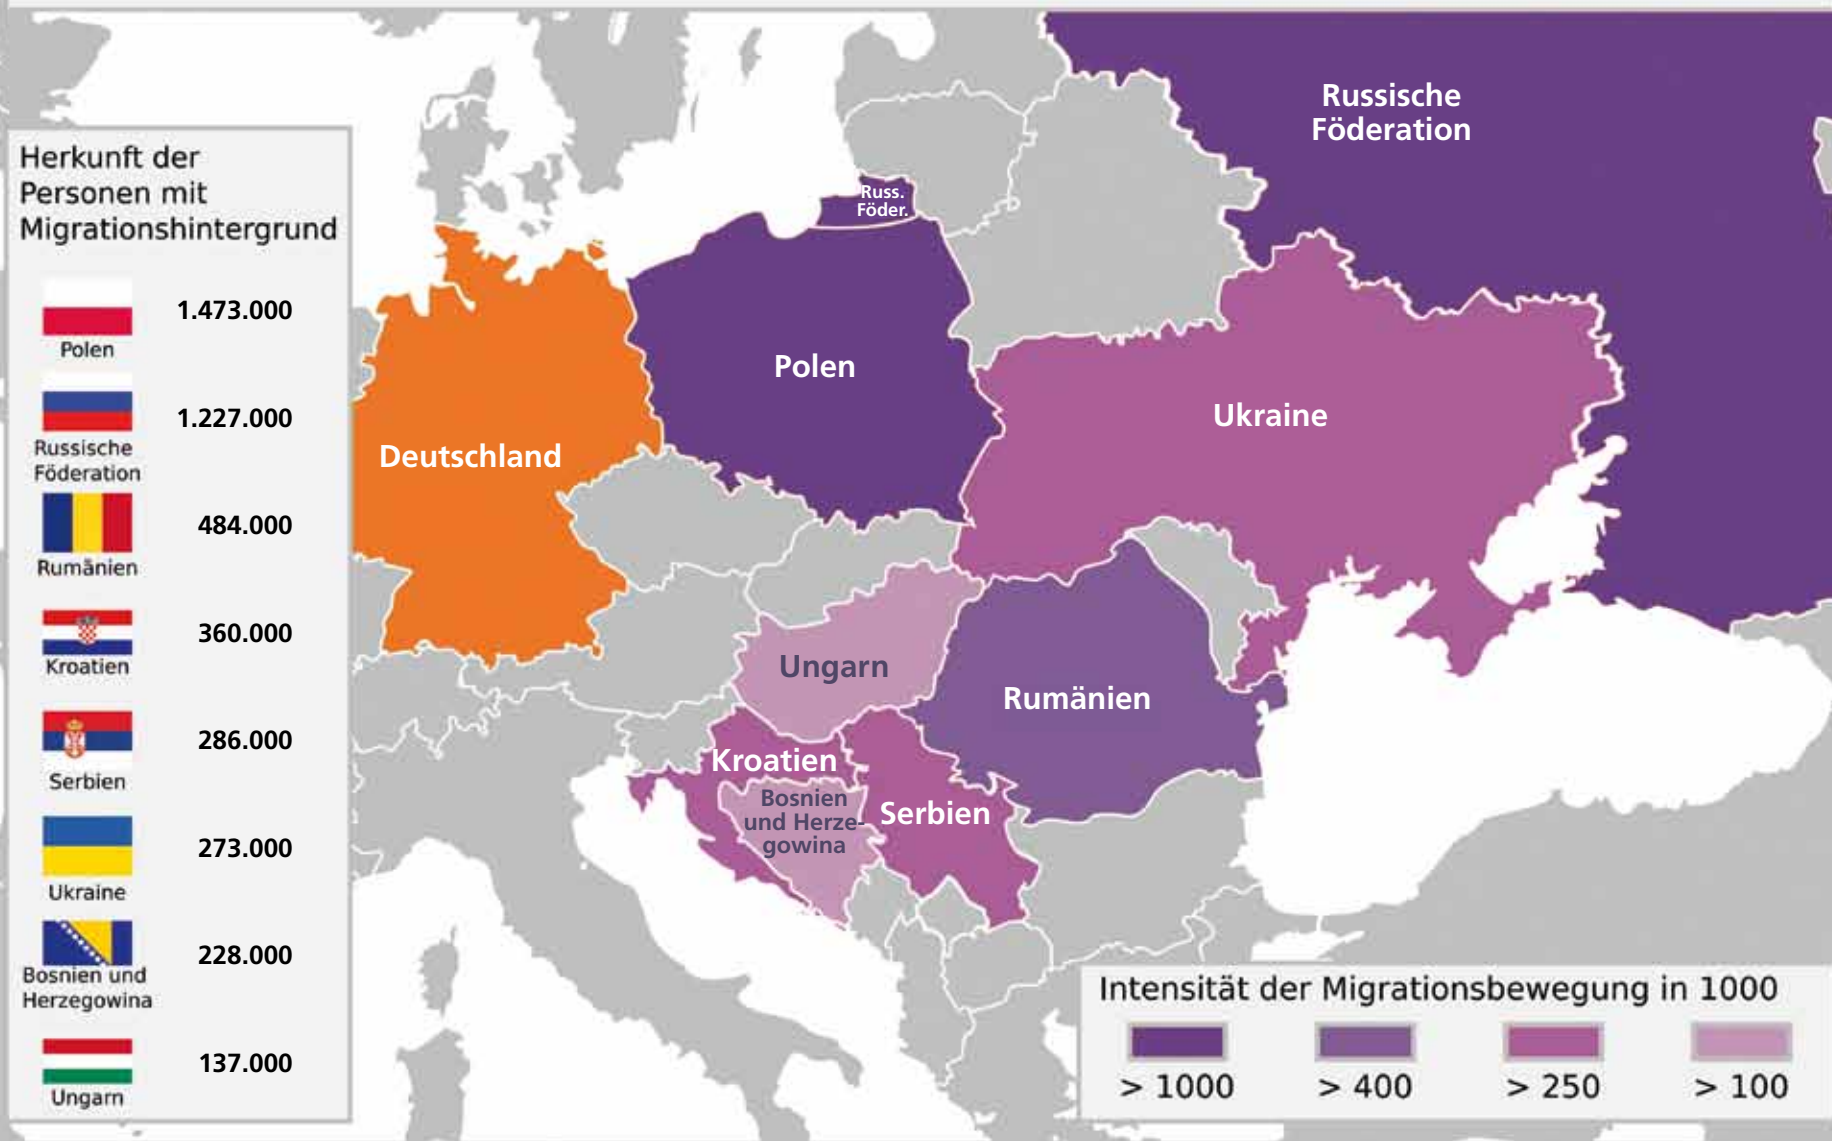 Herkunft der
Personen mit
Migrationshintergrund
1.473.000
Polen
1.227.000
Russische
Föderation
484.000
Rumänien
360.000
Kroatien
286.000
Serbien
273.000
Ukraine
228.000
Bosnien und
Herzegowina
137.000
Ungarn
Russische
Föderation
Russ.
Föder.
Polen
Ukraine
Deutschland
Ungarn
Rumänien
Kroatien
Bosnien
und Herze-
gowina
Serbien
Intensität der Migrationsbewegung in 1000
> 1000
> 400
> 250
> 100